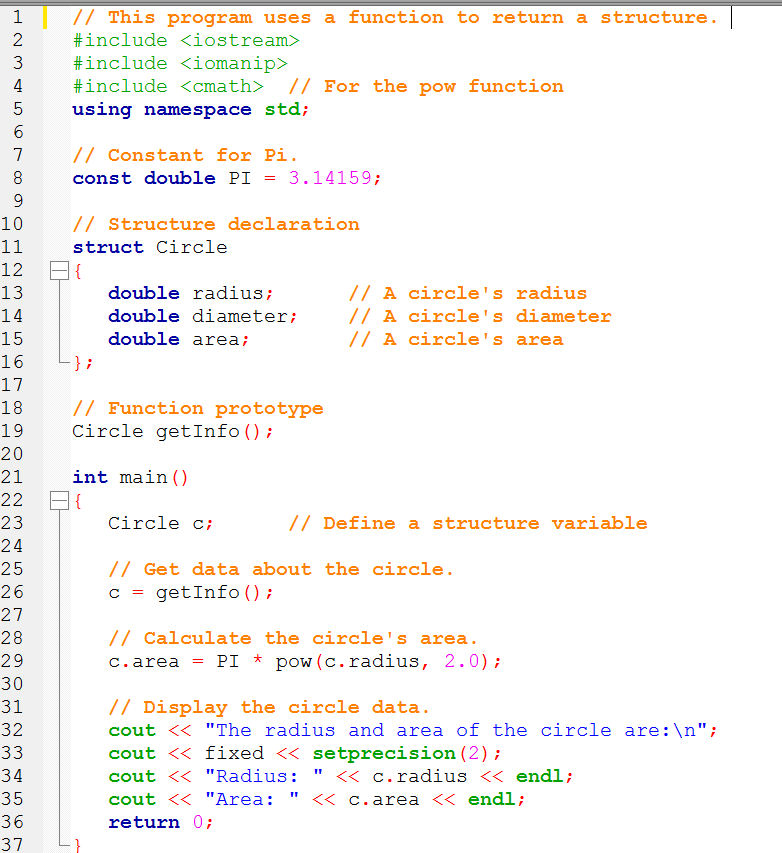 1 // This program uses a function to return a structure.
2 #include <iostream>
3 #include <iomanip>
4 #include <cmath>  // For the pow function
5 using namespace std;
6
7 // Constant for Pi.
8 const double PI = 3.14159;
9
10 // Structure declaration
11 struct Circle
12 {
13    double radius;      // A circle's radius
14    double diameter;    // A circle's diameter
15    double area;        // A circle's area
16 };
17
18 // Function prototype
19 Circle getInfo();
20
21 int main()
22 {
23    Circle c;      // Define a structure variable
24
25    // Get data about the circle.
26    c = getInfo();
27
28    // Calculate the circle's area.
29    c.area = PI * pow(c.radius, 2.0);
30
31    // Display the circle data.
32    cout << "The radius and area of the circle are:\n";
33    cout << fixed << setprecision(2);
34    cout << "Radius: " << c.radius << endl;
35    cout << "Area: " << c.area << endl;
36    return 0;
37 }